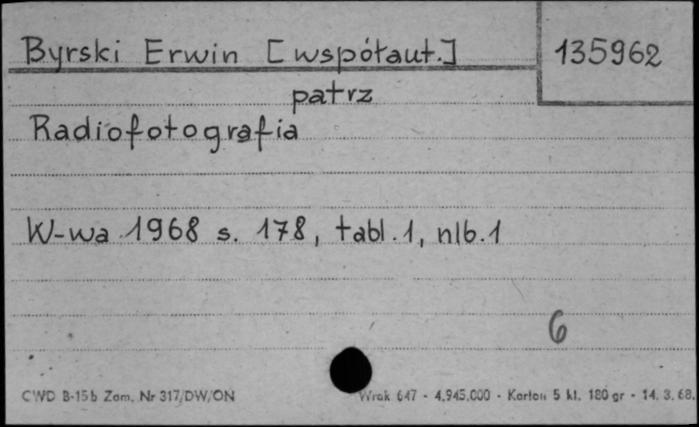 Byrski Erwin [współaut.]
135962
patrz
Radiofotografia
W-wa 1968 s. 178, tabl. 1, nlb. 1
6
CWD B-15b Zam. Nr 317/DW/ON
Wrak 647 - 4.945.000 - Karton 5 kl. 180 gr - 14. 3. 68.